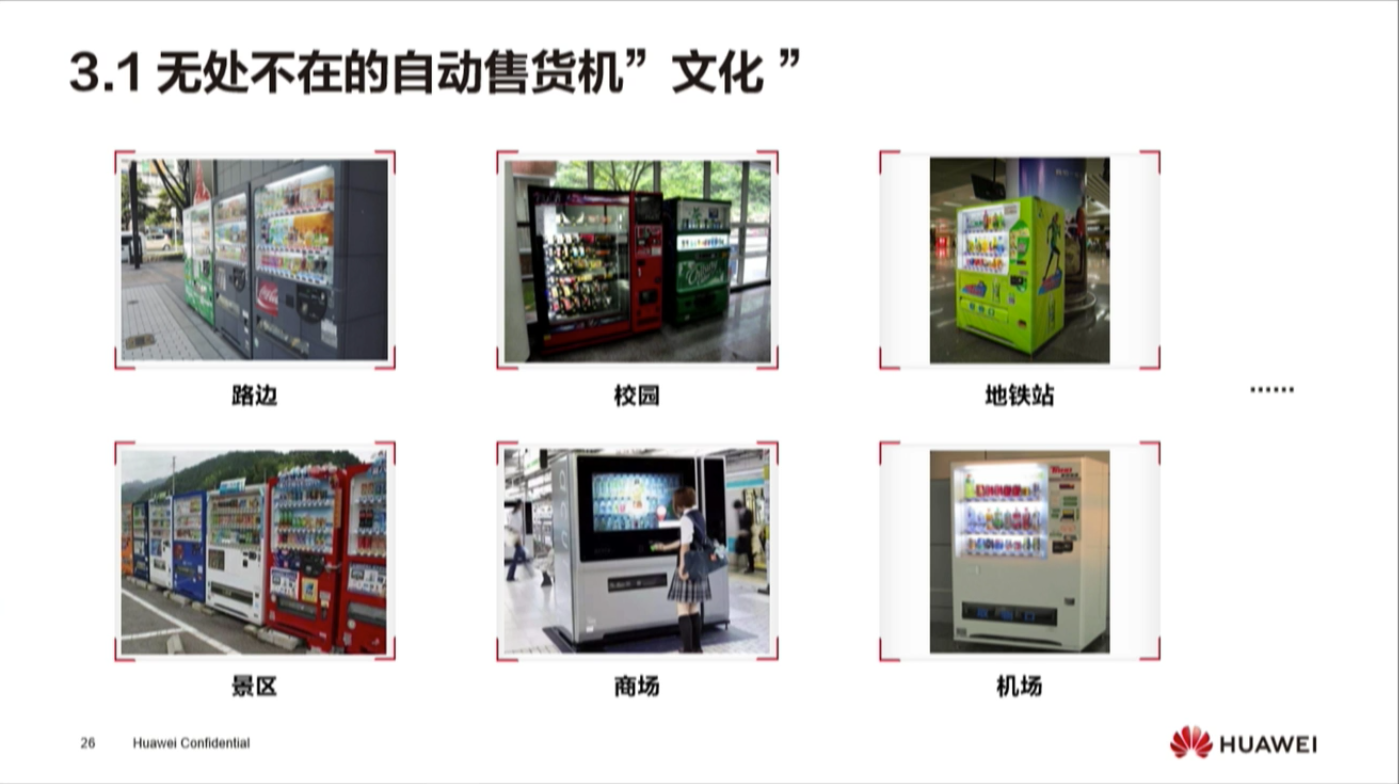 3.1 无处不在的自动售货机”文化 ”
路边
校园
地铁站
......
景区
商场
机场
26
Huawei Confidential
HUAWEI